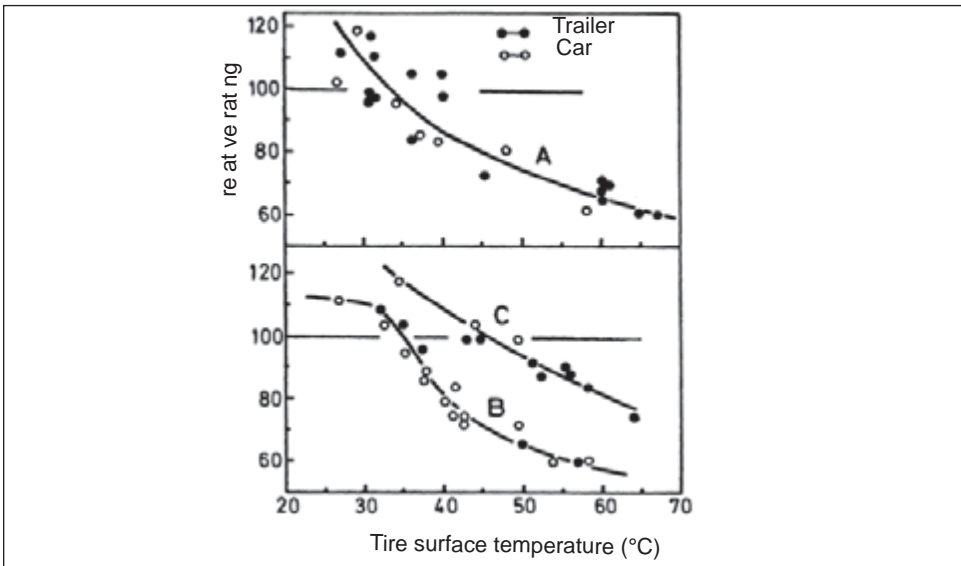 120
100
80
60
re at ve rat ng
Trailer
Car
A
120
100
80
60
C
B
20 30 40 50 60 70
Tire surface temperature (°C)